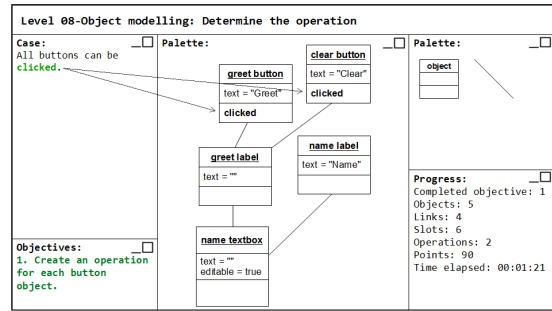 Level 08-Object modelling: Determine the operation
Case:
All buttons can be
clicked.
Objectives:
1. Create an operation
for each button
object.
Palette:
clear button
text = "Clear"
clicked
greet button
text = "Greet"
clicked
greet label
text = ""
name label
text = "Name"
name textbox
text = ""
editable = true
Palette:
object
Progress:
Completed objective: 1
Objects: 5
Links: 4
Slots: 6
Operations: 2
Points: 90
Time elapsed: 00:01:21